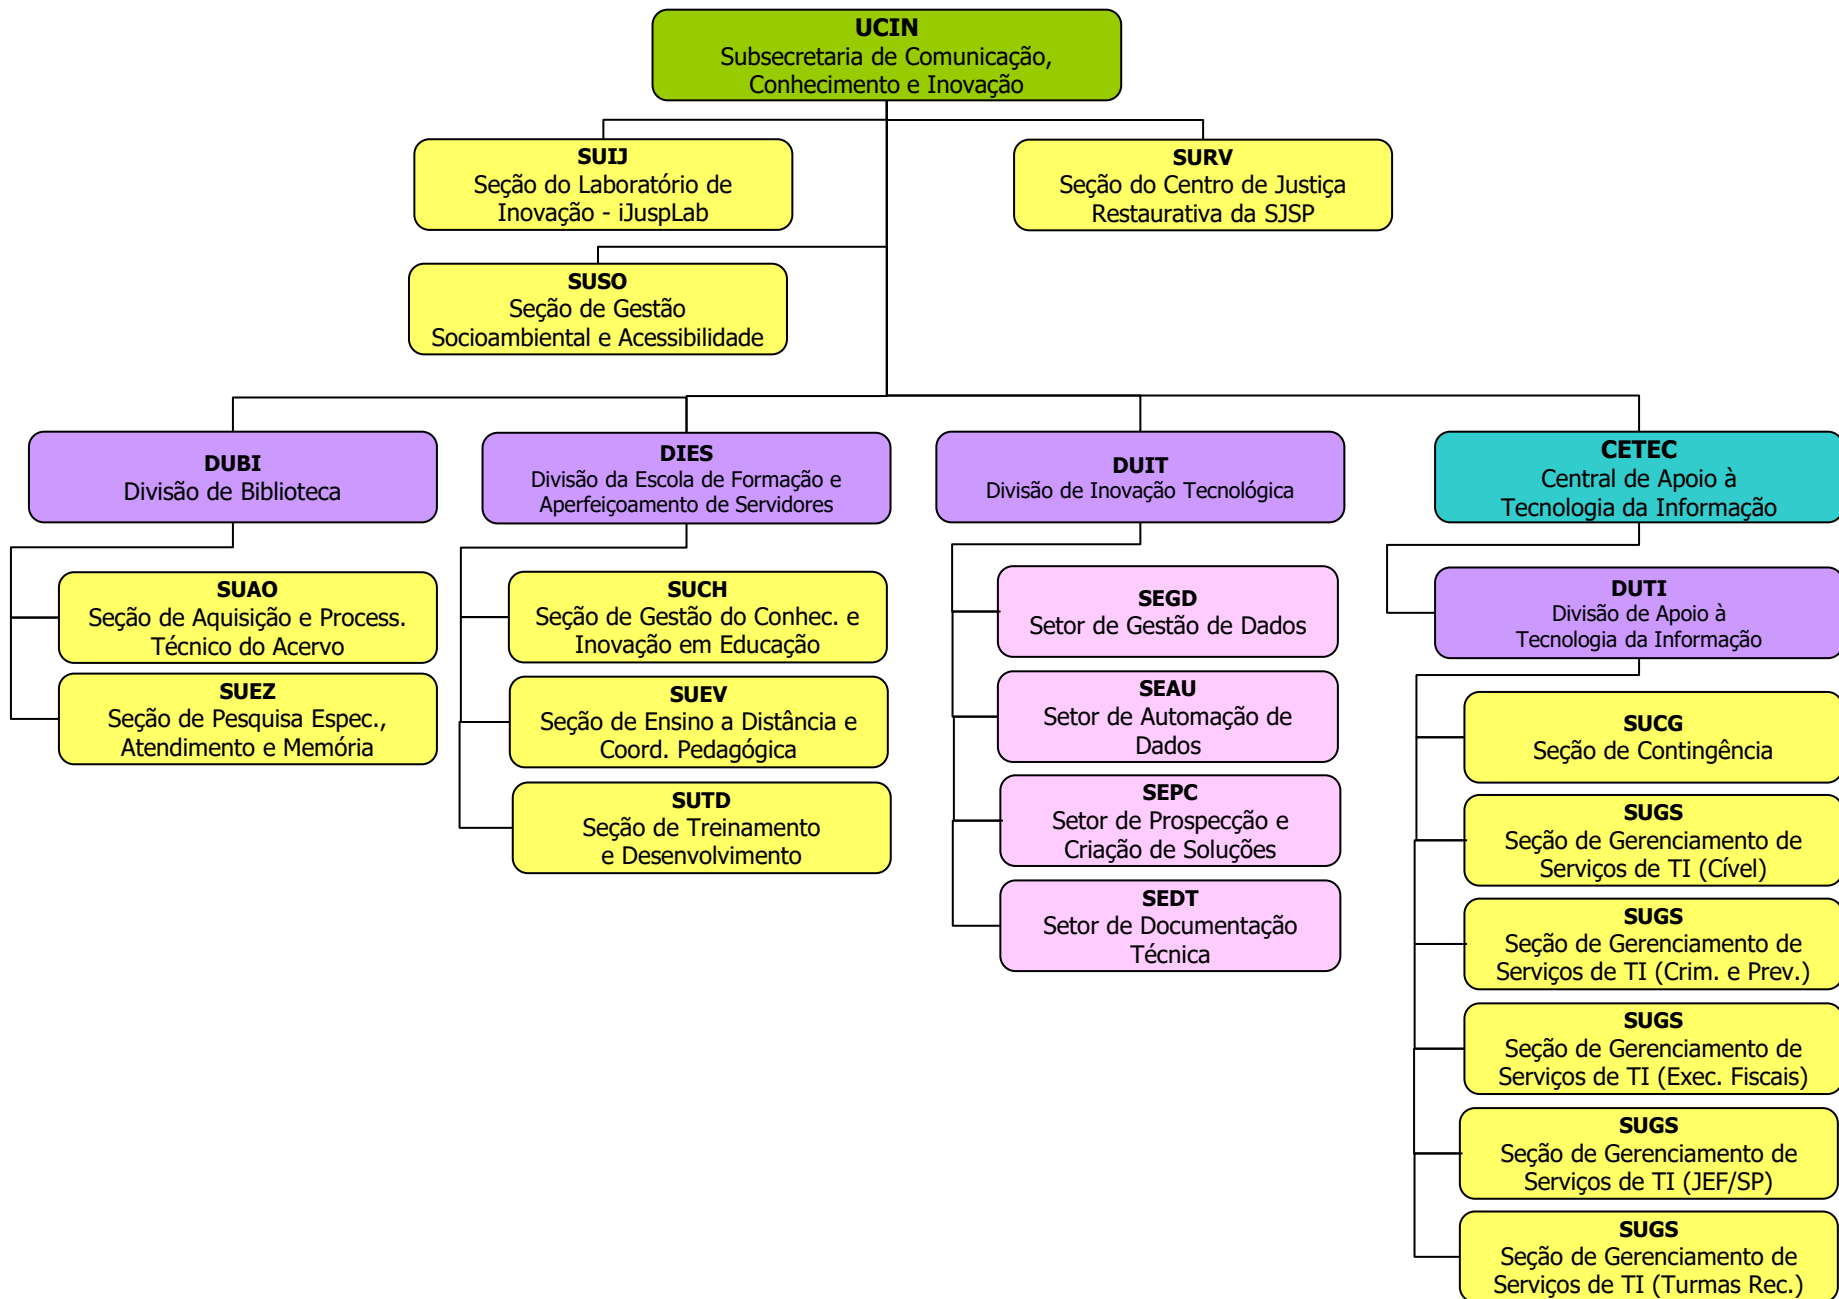 UCIN
Subsecretaria de Comunicação,
Conhecimento e Inovação
SUIJ
Seção do Laboratório de
Inovação - iJuspLab
SURV
Seção do Centro de Justiça
Restaurativa da SJSP
SUSO
Seção de Gestão
Socioambiental e Acessibilidade
DUBI
Divisão de Biblioteca
SUAO
Seção de Aquisição e Process.
Técnico do Acervo
SUEZ
Seção de Pesquisa Espec.,
Atendimento e Memória
DIES
Divisão da Escola de Formação e
Aperfeiçoamento de Servidores
SUCH
Seção de Gestão do Conhec. e
Inovação em Educação
SUEV
Seção de Ensino a Distância e
Coord. Pedagógica
SUTD
Seção de Treinamento
e Desenvolvimento
DUIT
Divisão de Inovação Tecnológica
SEGD
Setor de Gestão de Dados
SEAU
Setor de Automação de
Dados
SEPC
Setor de Prospecção e
Criação de Soluções
SEDT
Setor de Documentação
Técnica
CETEC
Central de Apoio à
Tecnologia da Informação
DUTI
Divisão de Apoio à
Tecnologia da Informação
SUCG
Seção de Contingência
SUGS
Seção de Gerenciamento de
Serviços de TI (Cível)
SUGS
Seção de Gerenciamento de
Serviços de TI (Crim. e Prev.)
SUGS
Seção de Gerenciamento de
Serviços de TI (Exec. Fiscais)
SUGS
Seção de Gerenciamento de
Serviços de TI (JEF/SP)
SUGS
Seção de Gerenciamento de
Serviços de TI (Turmas Rec.)